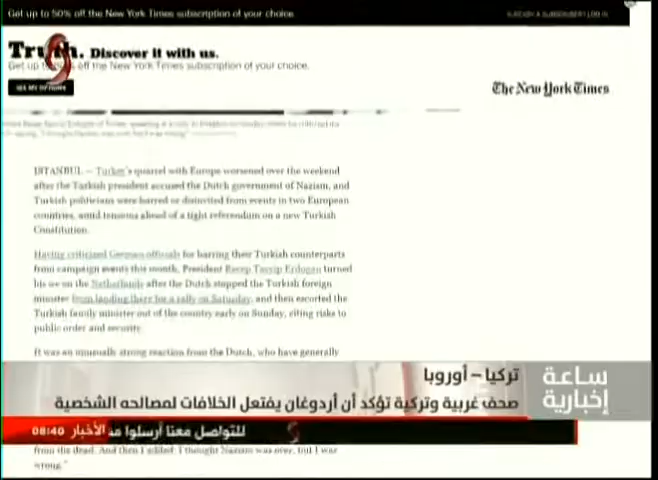 Get up to 50% off the New York Times subscription of your choice.
Truth. Discover it with us.
Get up to off the New York Times subscription of your choice.
The New York Times
ISTANBUL — Turkey's quarrel with Europe worsened over the weekend
after the Turkish president accused the Dutch government of Nazism, and
Turkish politicians were barred or disinvited from events in two European
countries, amid tensions ahead of a tight referendum on a new Turkish
Constitution.
Having criticized German officials for barring their Turkish counterparts
from campaign events this month, President Recep Tayyip Erdogan turned
his ire on the Netherlands after the Dutch stopped the Turkish foreign
minister from landing there for a rally on Saturday, and then escorted the
Turkish family minister out of the country early on Sunday, citing risks to
public order and security.
It was an unusually strong reaction from the Dutch, who have generally
ساعة
إخبارية
تركيا – أوروبا
صحف غربية وتركية تؤكد أن أردوغان يفتعل الخلافات لمصالحه الشخصية
08:40 الأخبار للتواصل معنا أرسلوا
from the dead. And then I added: I thought Nazism was over, but I was
wrong."